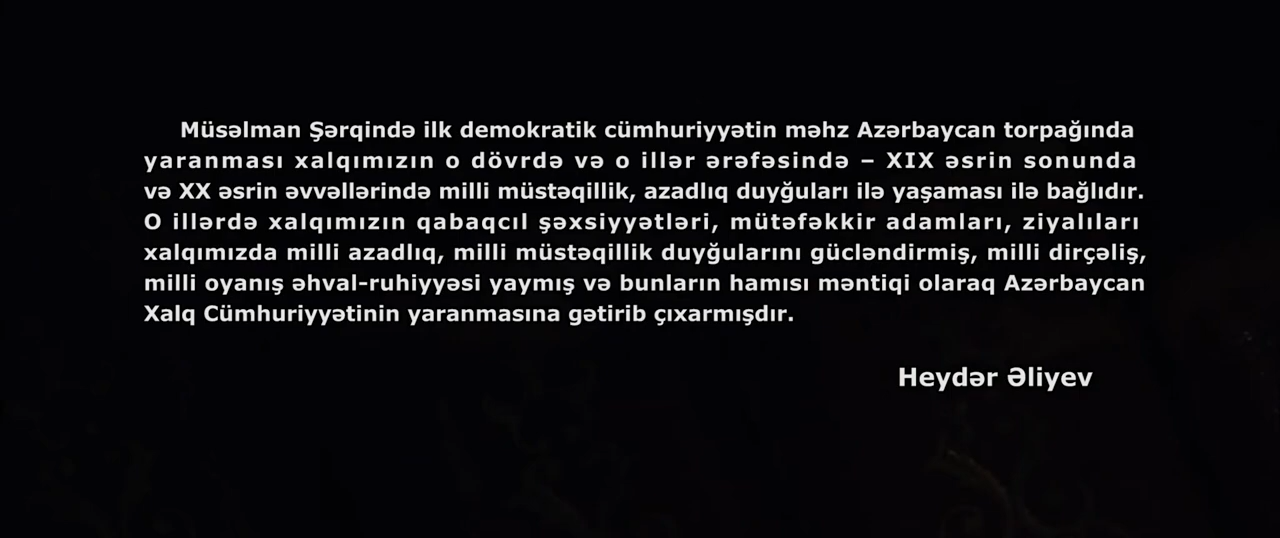 Müsəlman Şərqində ilk demokratik cümhuriyyətin məhz Azərbaycan torpağında
yaranması xalqımızın o dövrdə və o illər ərəfəsində – XIX əsrin sonunda
və XX əsrin əvvəllərində milli müstəqillik, azadlıq duyğuları ilə yaşaması ilə bağlıdır.
O illərdə xalqımızın qabaqcıl şəxsiyyətləri, mütəfəkkir adamları, ziyalıları
xalqımızda milli azadlıq, milli müstəqillik duyğularını gücləndirmiş, milli dirçəliş,
milli oyanış əhval-ruhiyyəsi yaymış və bunların hamısı məntiqi olaraq Azərbaycan
Xalq Cümhuriyyətinin yaranmasına gətirib çıxarmışdır.
Heydər Əliyev